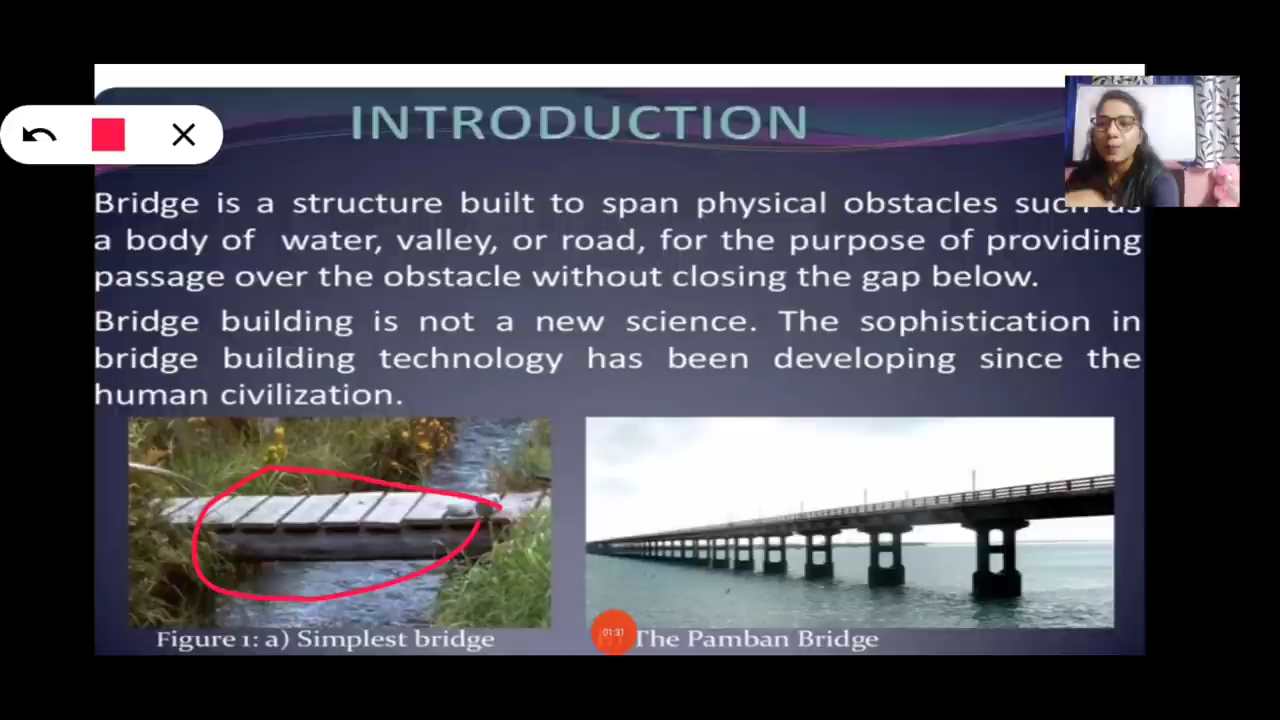 INTRODUCTION
Bridge is a structure built to span physical obstacles such as
a body of water, valley, or road, for the purpose of providing
passage over the obstacle without closing the gap below.
Bridge building is not a new science. The sophistication in
bridge building technology has been developing since the
human civilization.
Figure 1: a) Simplest bridge
01:31
The Pamban Bridge